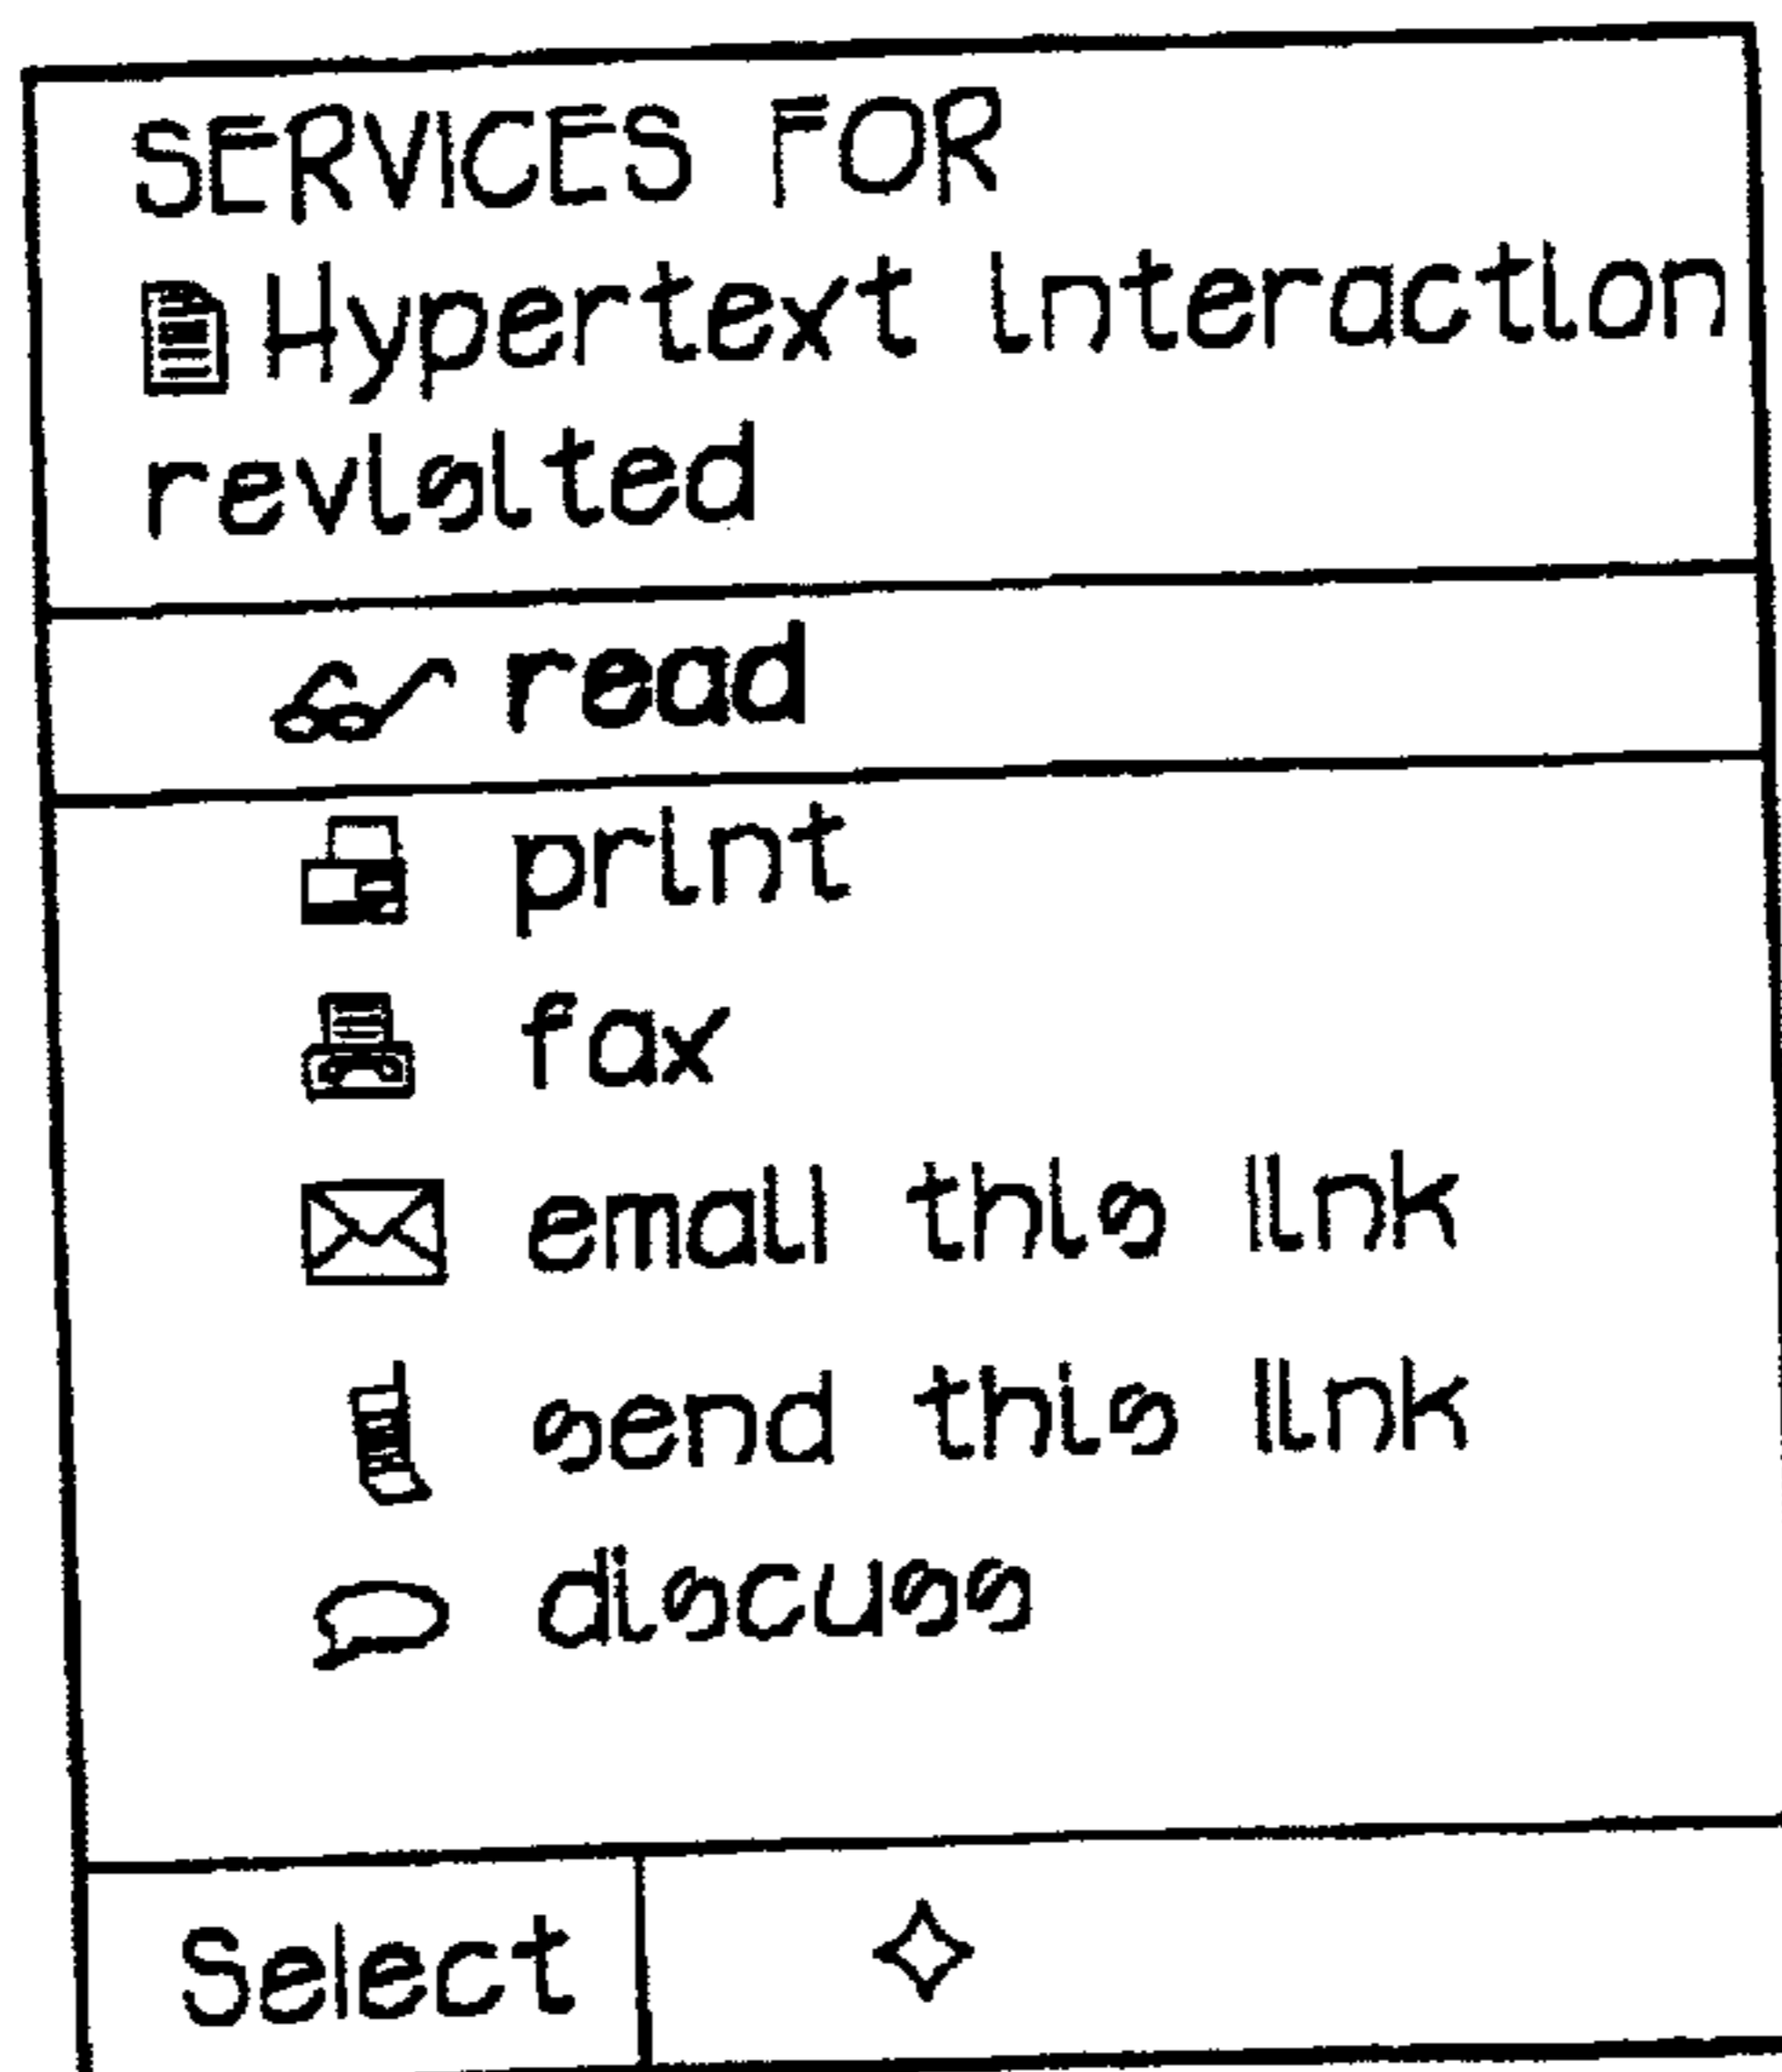 SERVICES FOR
Hypertext Interaction
revisited
read
print
fax
email this link
send this link
discuss
Select